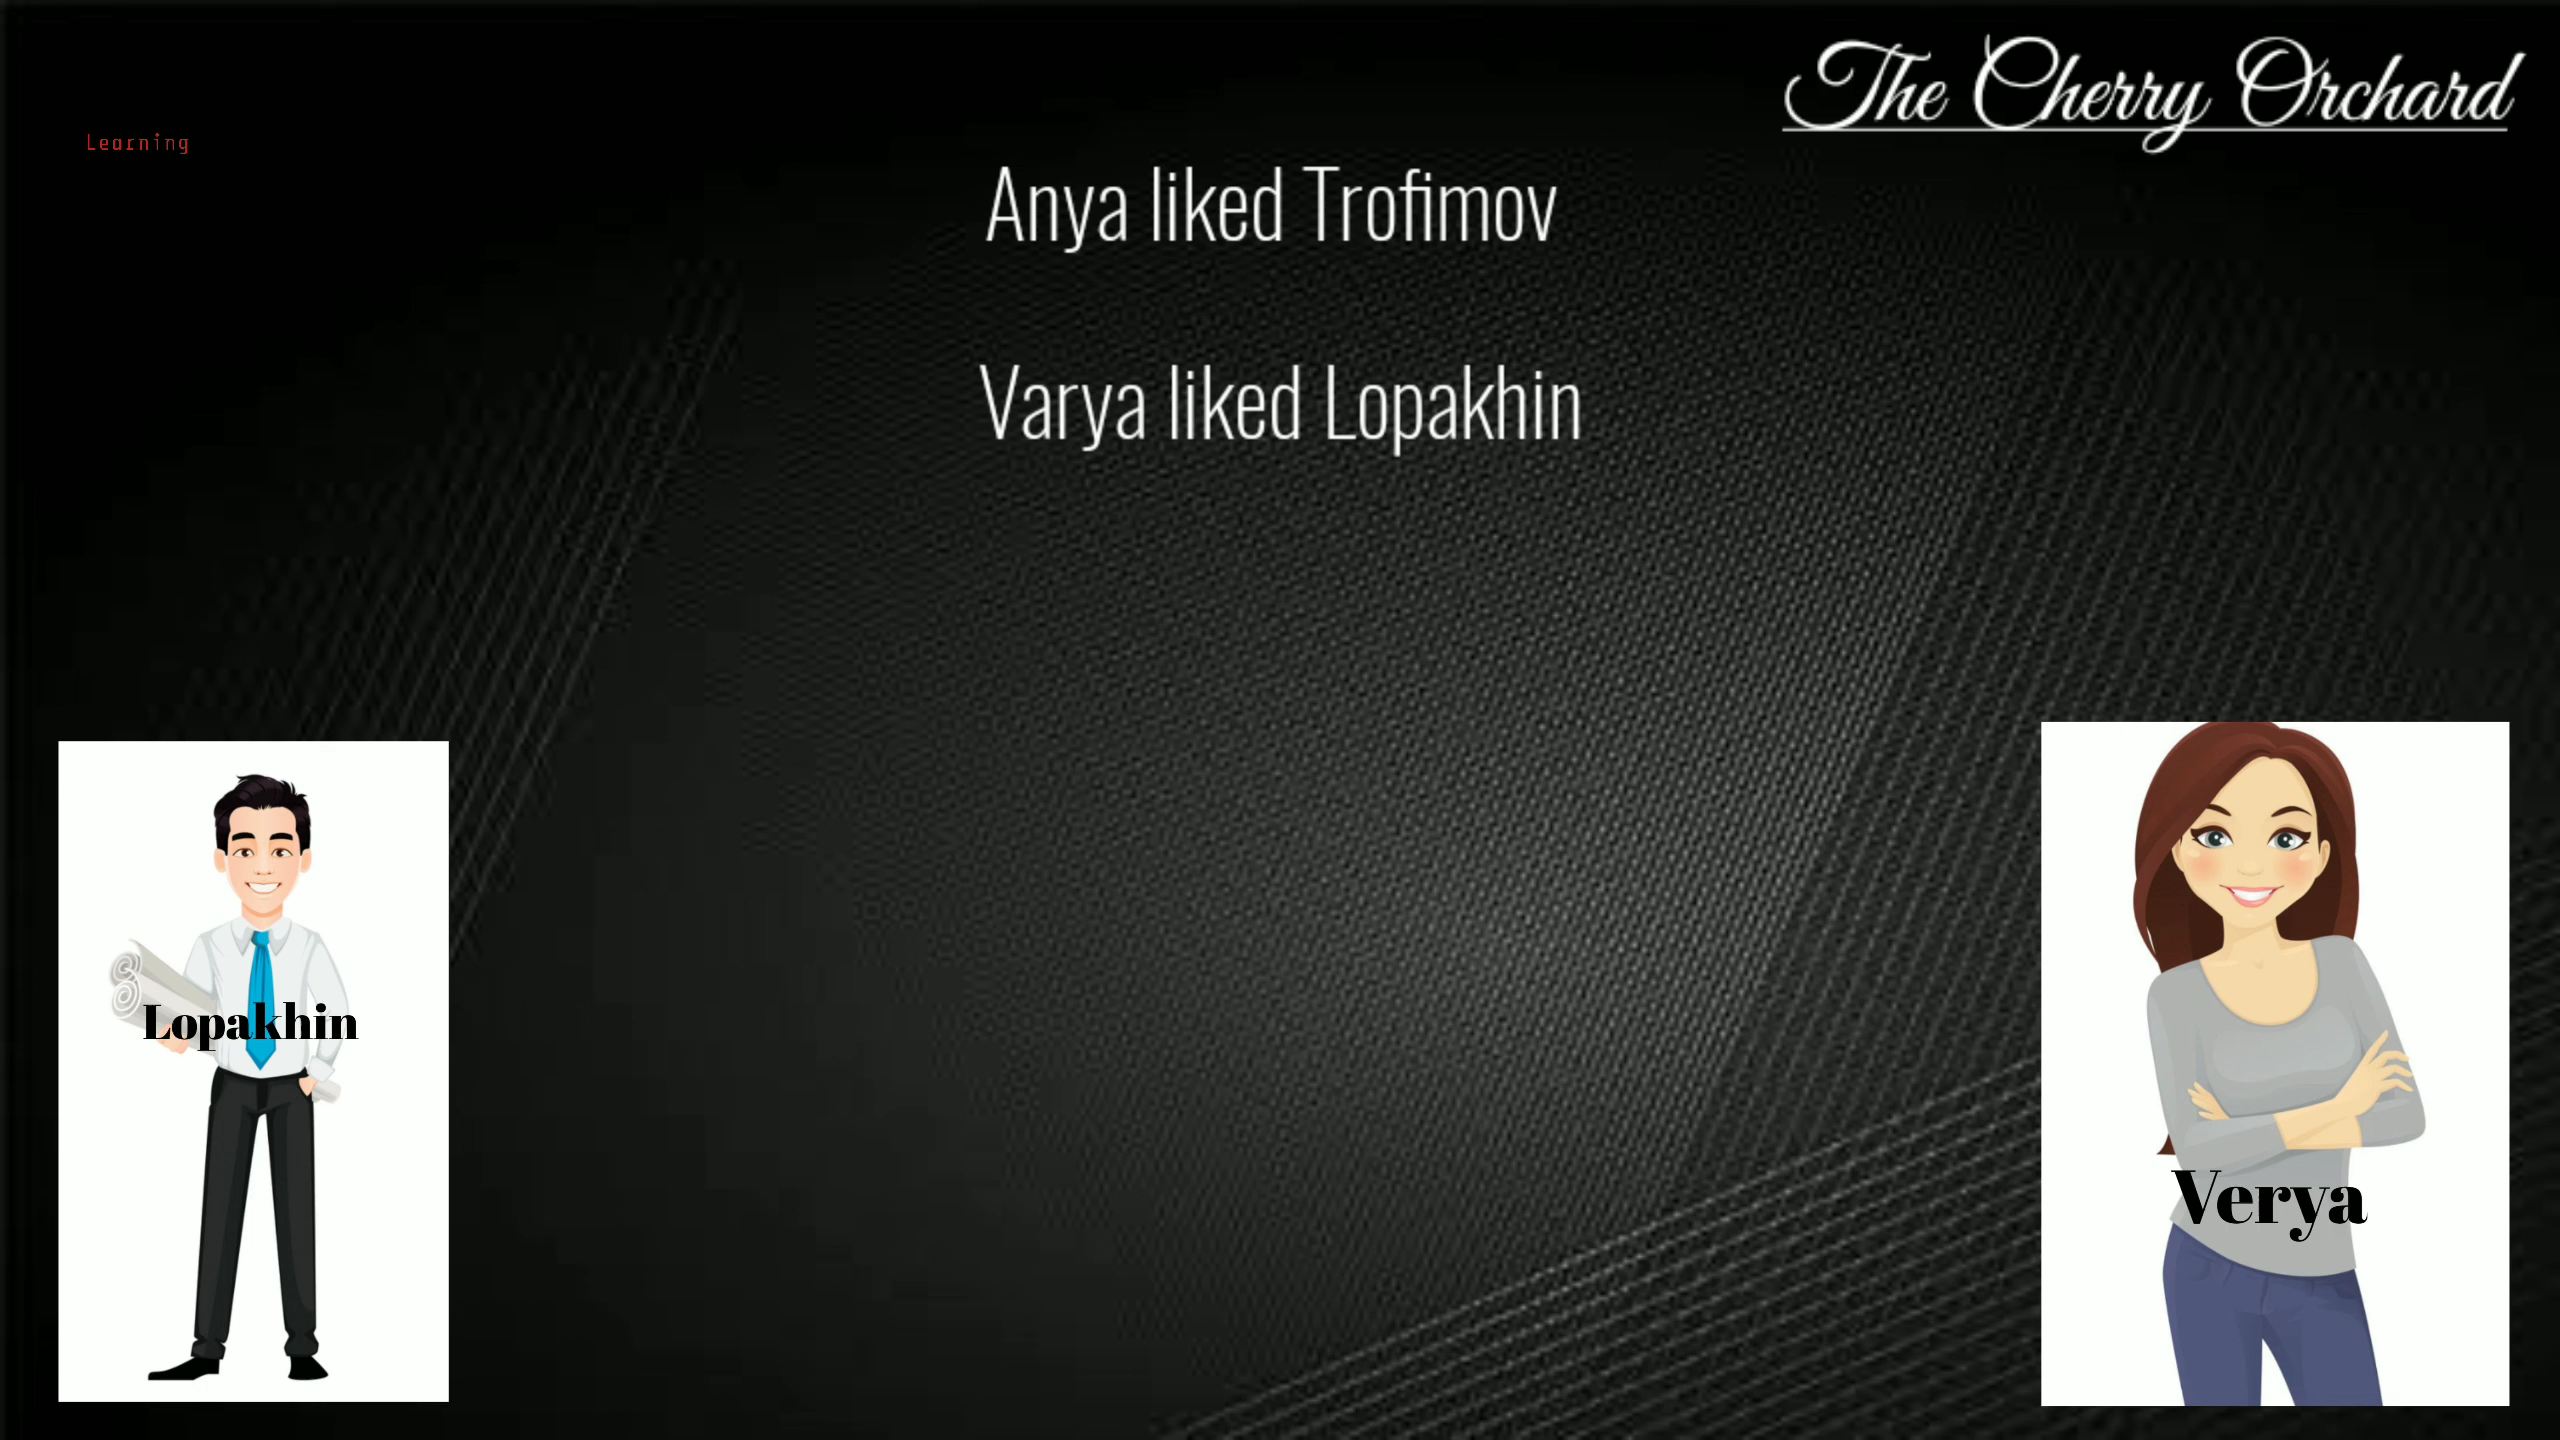 The Cherry Orchard
Learning
Anya liked Trofimov
Varya liked Lopakhin
Lopakhin
Verya